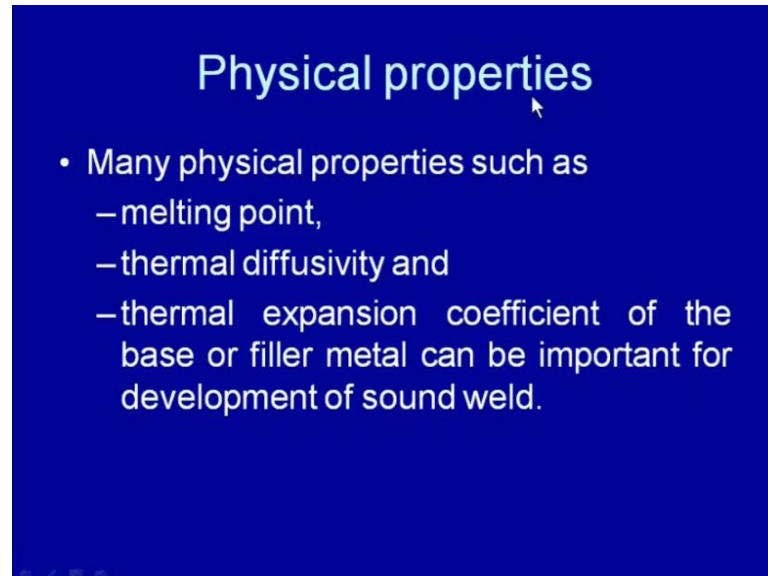 Physical properties
• Many physical properties such as
–melting point,
–thermal diffusivity and
–thermal expansion coefficient of the
base or filler metal can be important for
development of sound weld.